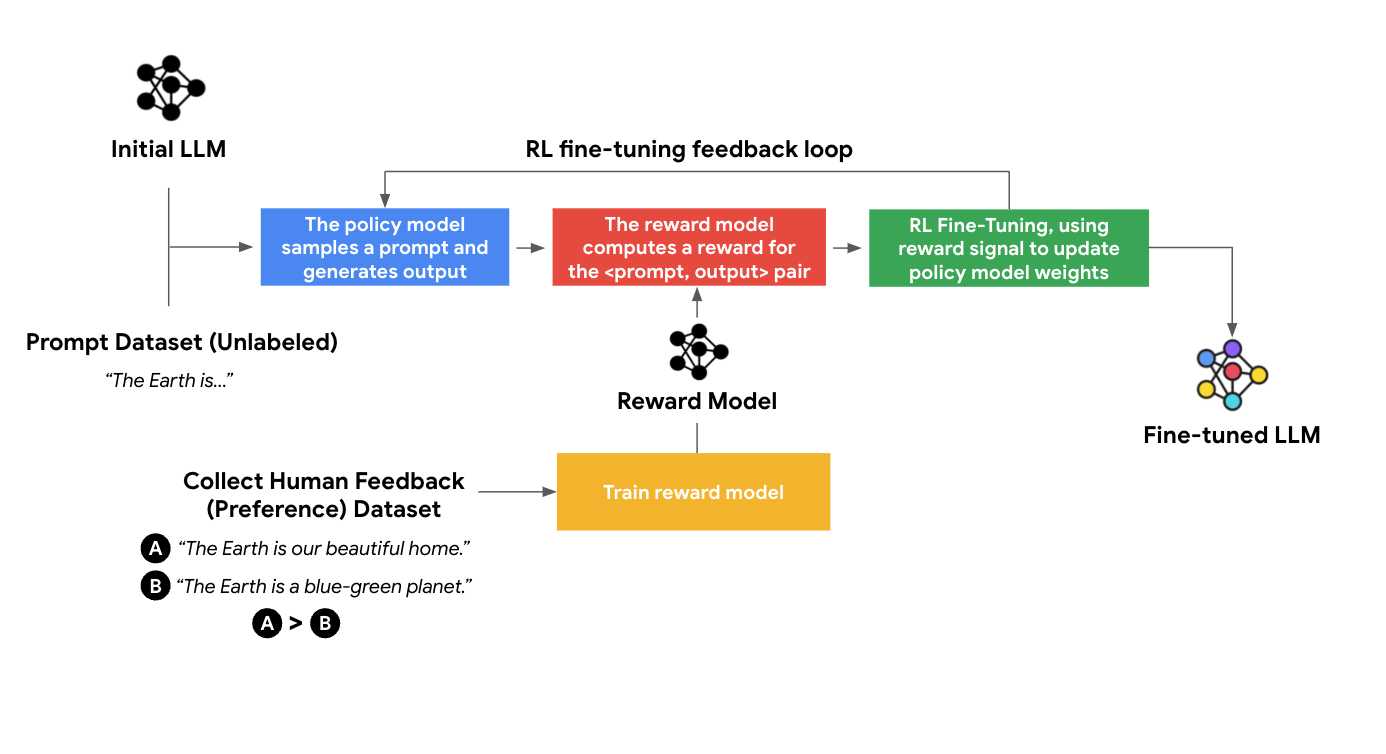 Initial LLM
RL fine-tuning feedback loop
The policy model
samples a prompt and
generates output
The reward model
computes a reward for
the <prompt, output> pair
RL Fine-Tuning, using
reward signal to update
policy model weights
Prompt Dataset (Unlabeled)
“The Earth is...”
Reward Model
Fine-tuned LLM
Collect Human Feedback
(Preference) Dataset
Train reward model
A “The Earth is our beautiful home.”
B “The Earth is a blue-green planet.”
A > B